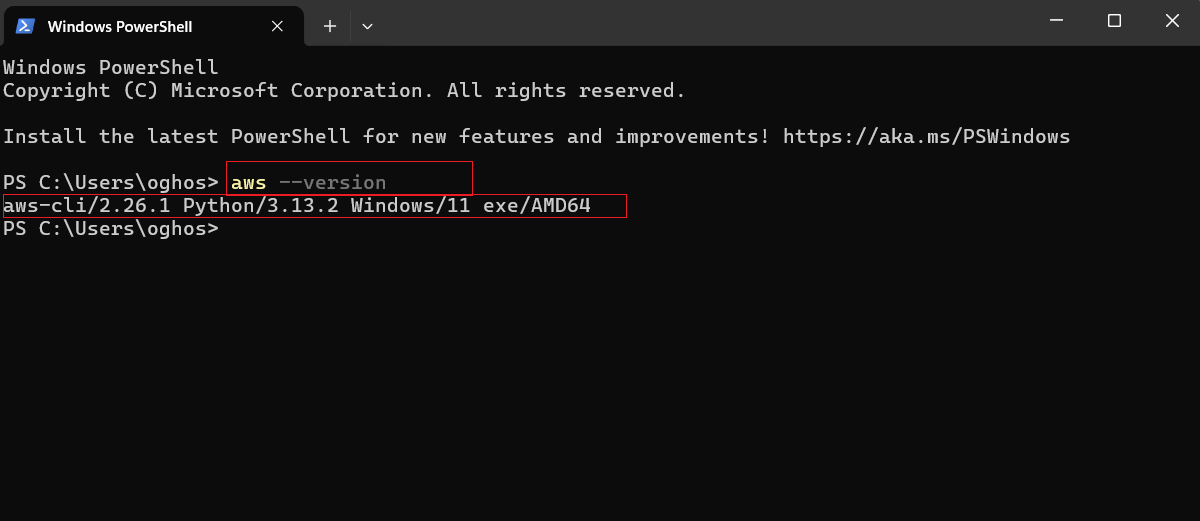 Windows PowerShell
Windows PowerShell
Copyright (C) Microsoft Corporation. All rights reserved.
Install the latest PowerShell for new features and improvements! https://aka.ms/PSWindows
PS C:\Users\oghos> aws --version
aws-cli/2.26.1 Python/3.13.2 Windows/11 exe/AMD64
PS C:\Users\oghos>